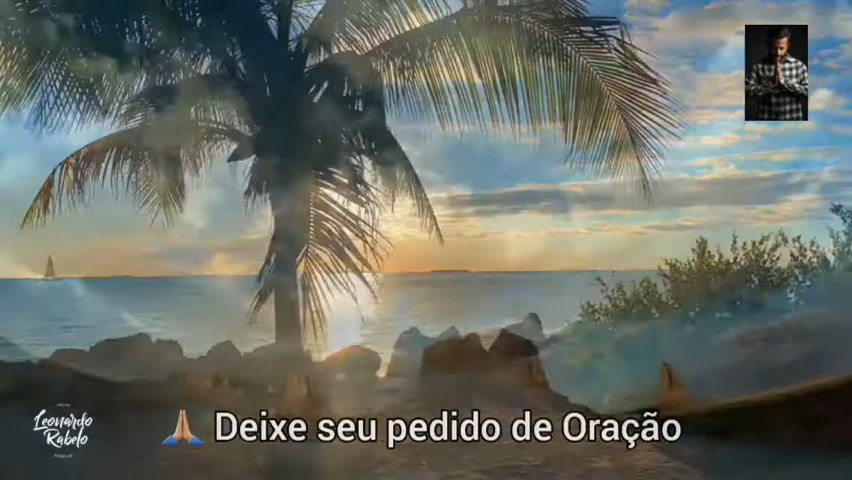 Leonardo
Rabelo
🙏 Deixe seu pedido de Oração